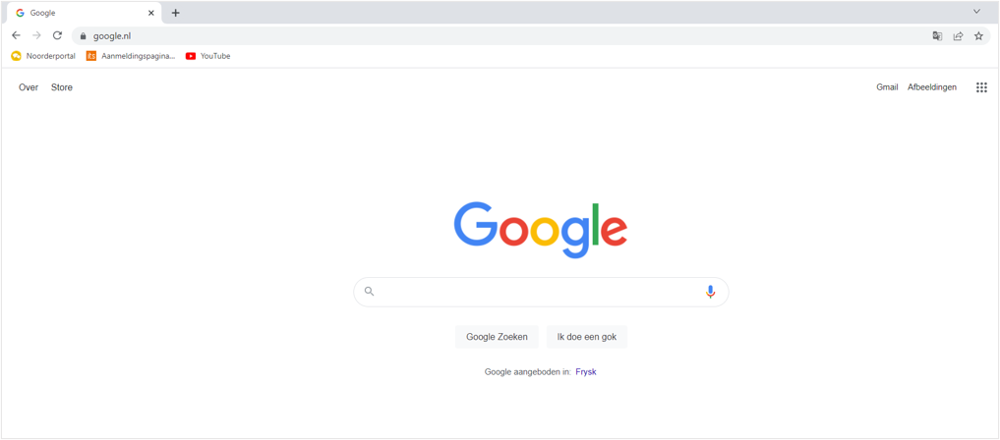 Google
google.nl
Noorderportal its Aanmeldingspagina... YouTube
Over Store Gmail Afbeeldingen
Google
Google Zoeken Ik doe een gok
Google aangeboden in: Frysk